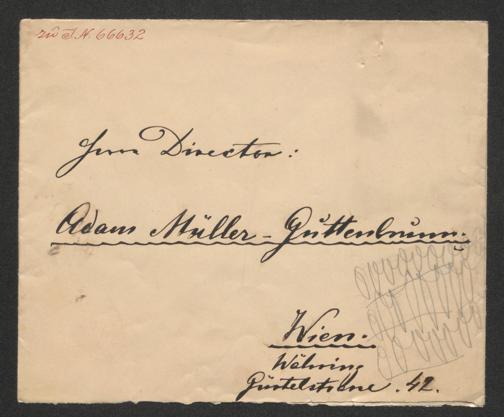 zu I.N. 66632
Herrn Director:
Adam Müller-Guttenbrunn.
Wien.
Währing
Gürtelstrasse . 42.